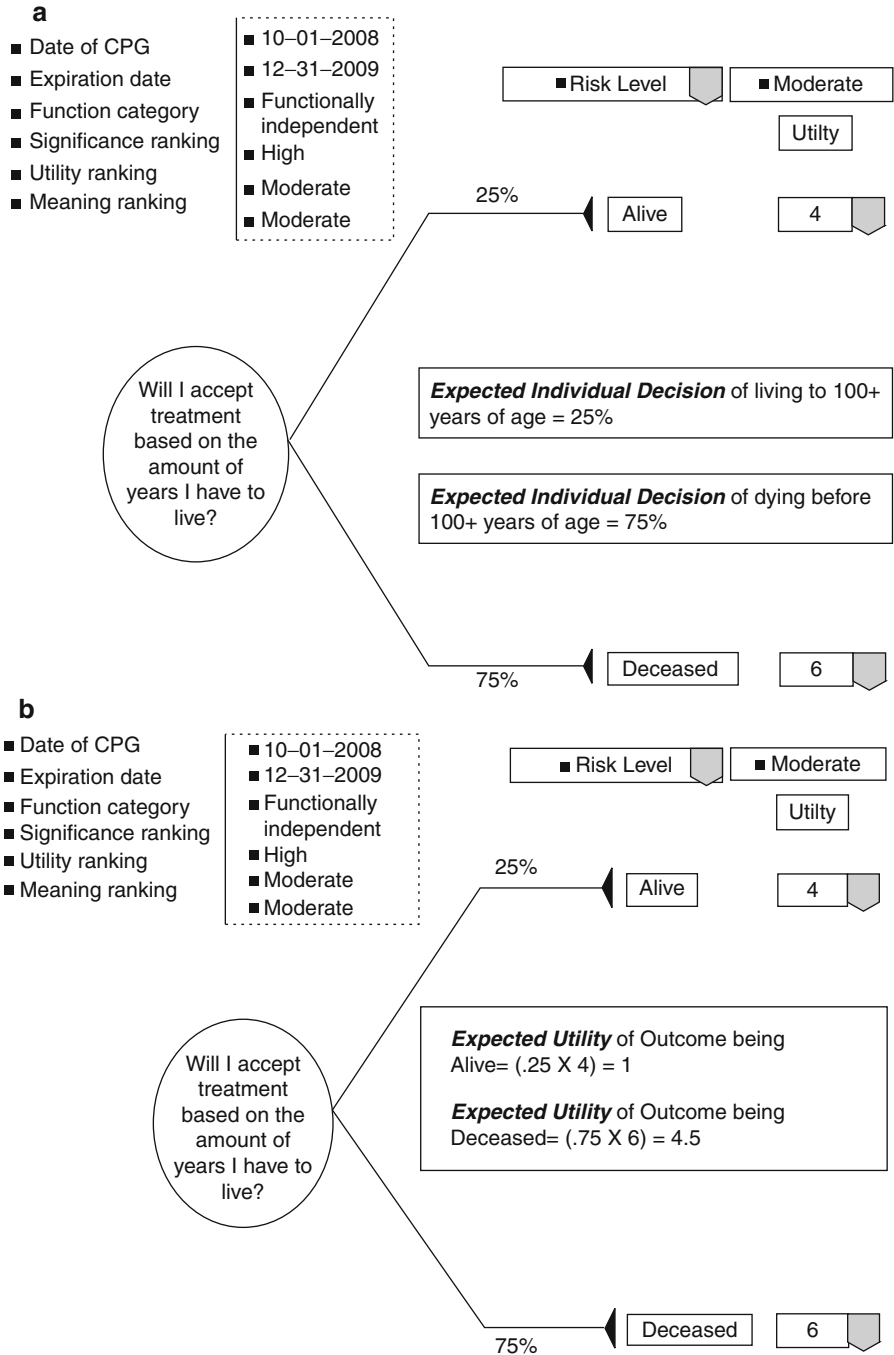 a
■ Date of CPG
■ Expiration date
■ Function category
■ Significance ranking
■ Utility ranking
■ Meaning ranking
■ 10–01–2008
■ 12–31–2009
■ Functionally
independent
■ High
■ Moderate
■ Moderate
■ Risk Level
■ Moderate
Utilty
25%
Alive
4
Will I accept
treatment
based on the
amount of
years I have to
live?
Expected Individual Decision of living to 100+
years of age = 25%
Expected Individual Decision of dying before
100+ years of age = 75%
75%
Deceased
6
b
■ Date of CPG
■ Expiration date
■ Function category
■ Significance ranking
■ Utility ranking
■ Meaning ranking
■ 10–01–2008
■ 12–31–2009
■ Functionally
independent
■ High
■ Moderate
■ Moderate
■ Risk Level
■ Moderate
Utilty
25%
Alive
4
Will I accept
treatment
based on the
amount of
years I have to
live?
Expected Utility of Outcome being
Alive= (.25 X 4) = 1
Expected Utility of Outcome being
Deceased= (.75 X 6) = 4.5
75%
Deceased
6